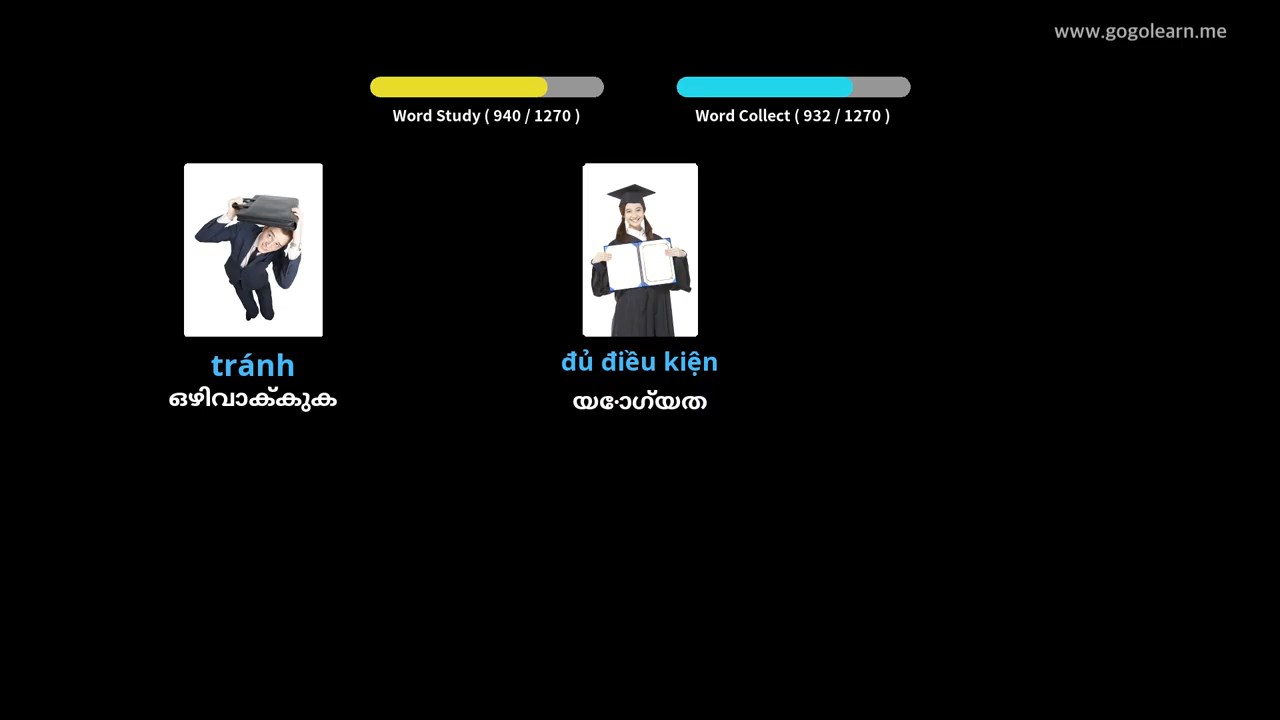 www.gogolearn.me
Word Study ( 940 / 1270 )
Word Collect ( 932 / 1270 )
tránh
ഒഴിവാക്കുക
đủ điều kiện
യോഗ്യത